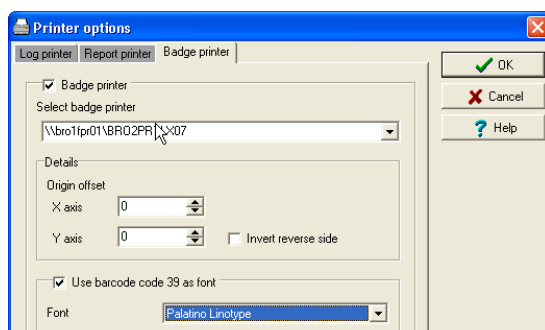 Printer options
Log printer Report printer Badge printer
OK
Badge printer
Cancel
Select badge printer
Help
Details
Origin offset
X axis 0
Y axis 0 Invert reverse side
Use barcode code 39 as font
Font Palatino Linotype